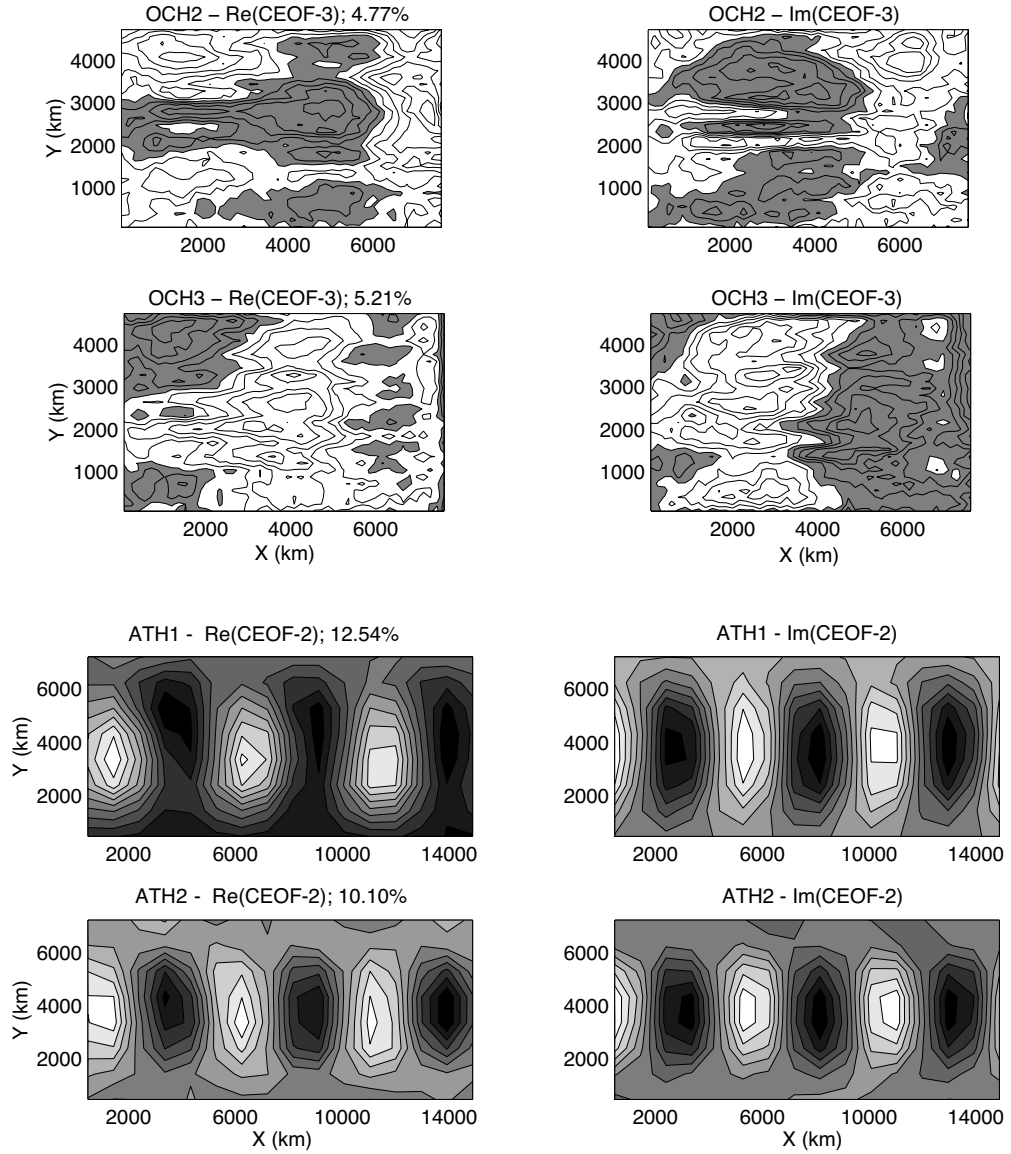 OCH2 – Re(CEOF-3); 4.77%
OCH2 – Im(CEOF-3)
4000
3000
2000
1000
Y (km)
2000 4000 6000
4000
3000
2000
1000
2000 4000 6000
OCH3 – Re(CEOF-3); 5.21%
OCH3 – Im(CEOF-3)
4000
3000
2000
1000
Y (km)
2000 4000 6000
X (km)
4000
3000
2000
1000
2000 4000 6000
X (km)
ATH1 - Re(CEOF-2); 12.54%
ATH1 - Im(CEOF-2)
6000
4000
2000
Y (km)
2000 6000 10000 14000
6000
4000
2000
2000 6000 10000 14000
ATH2 - Re(CEOF-2); 10.10%
ATH2 - Im(CEOF-2)
6000
4000
2000
Y (km)
2000 6000 10000 14000
X (km)
6000
4000
2000
2000 6000 10000 14000
X (km)